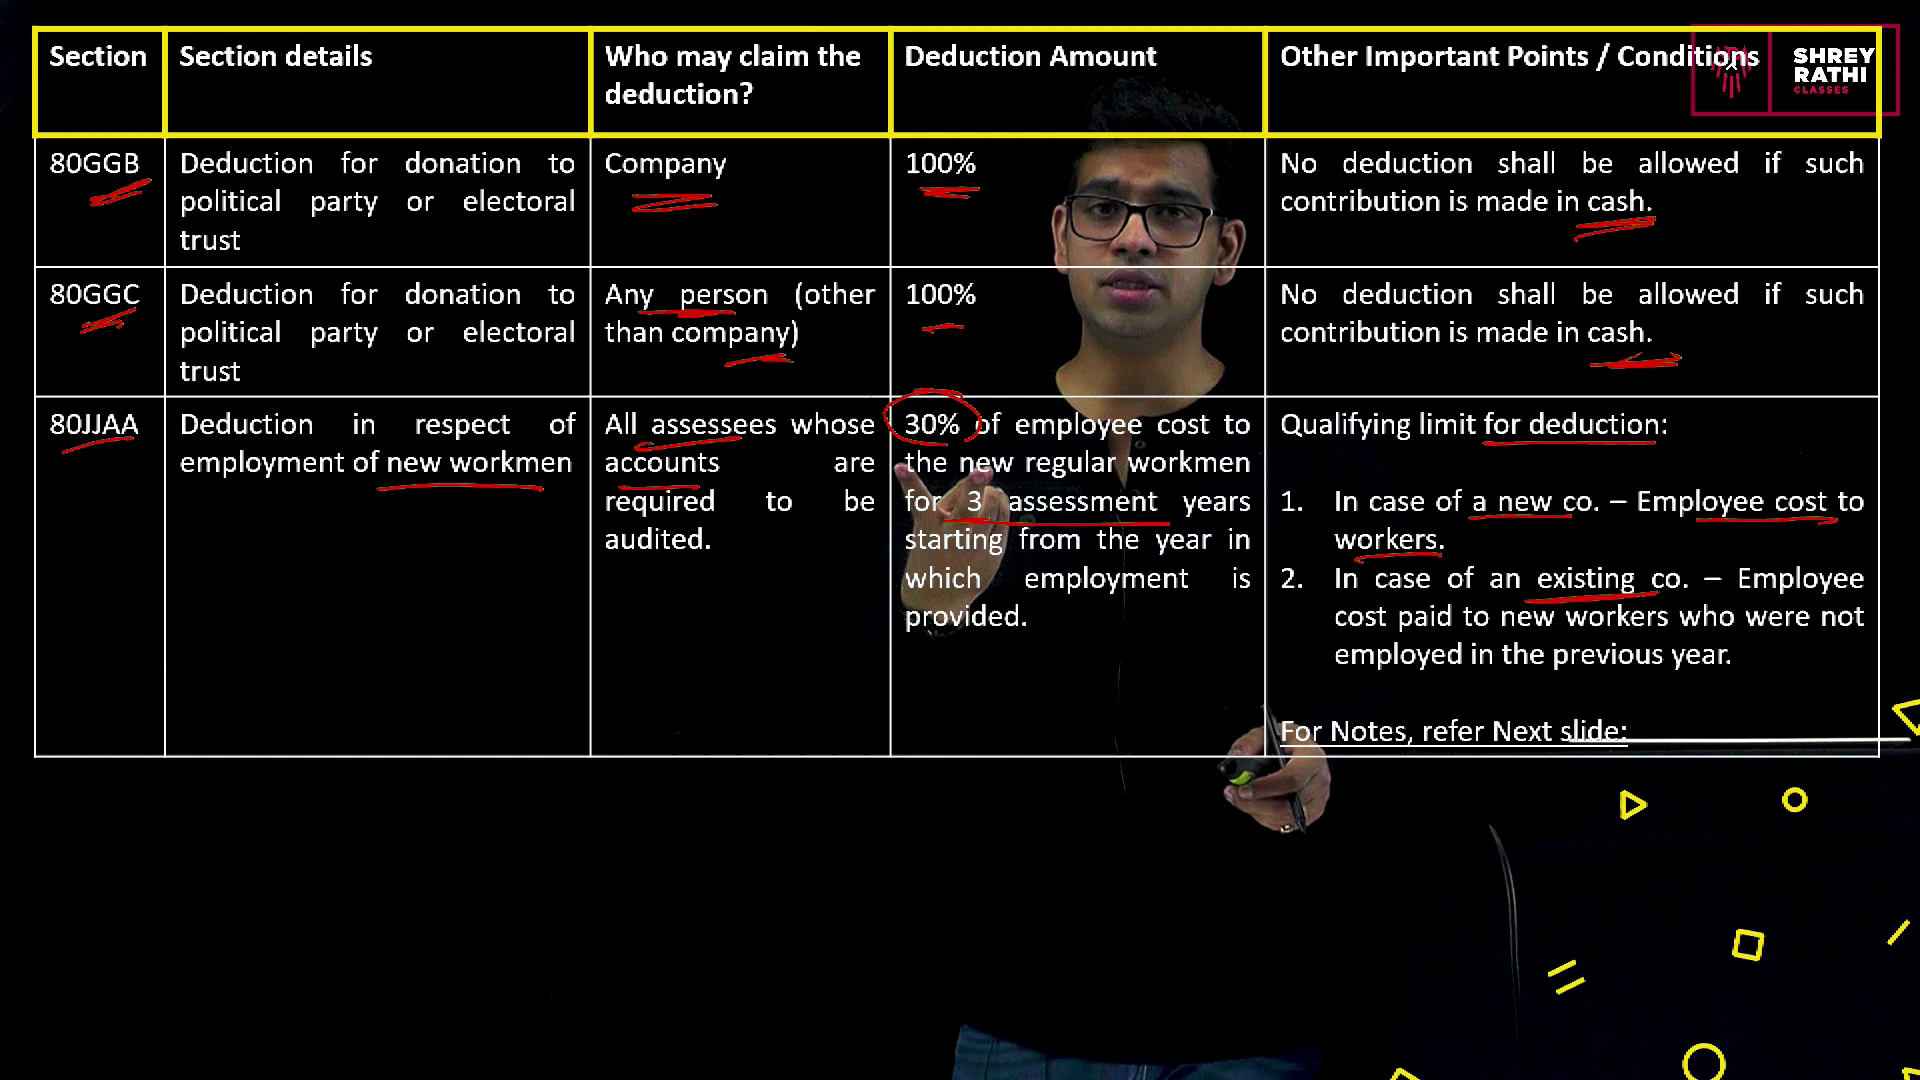 Section
Section details
Who may claim the
deduction?
Deduction Amount
Other Important Points / Conditions
SHREY
RATHI
CLASSES
80GGB
Deduction for donation to
political party or electoral
trust
Company
100%
No deduction shall be allowed if such
contribution is made in cash.
80GGC
Deduction for donation to
political party or electoral
trust
Any person (other
than company)
100%
No deduction shall be allowed if such
contribution is made in cash.
80JJAA
Deduction in respect of
employment of new workmen
All assessees whose
accounts are
required to be
audited.
30% of employee cost to
the new regular workmen
for 3 assessment years
starting from the year in
which employment is
provided.
Qualifying limit for deduction:
1. In case of a new co. – Employee cost to
workers.
2. In case of an existing co. – Employee
cost paid to new workers who were not
employed in the previous year.
For Notes, refer Next slide: